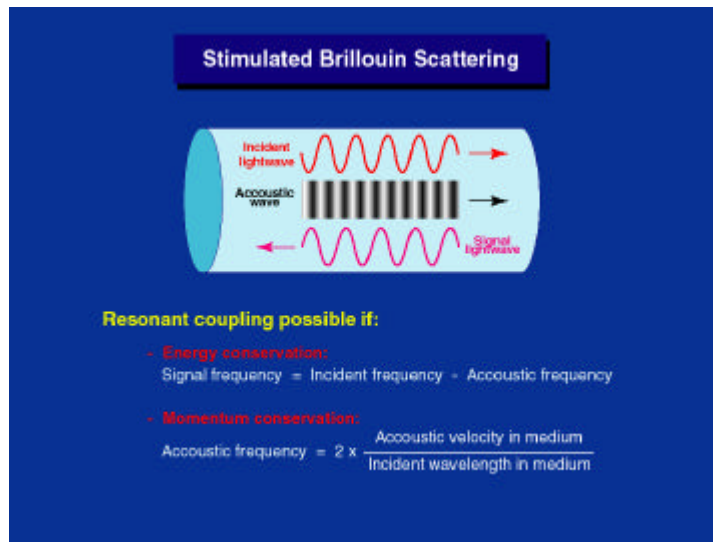 Stimulated Brillouin Scattering
Incident
lightwave
Accoustic
wave
Signal
lightwave
Resonant coupling possible if:
- Energy conservation:
Signal frequency = Incident frequency - Accoustic frequency
- Momentum conservation:
Accoustic frequency = 2 x Accoustic velocity in medium
Incident wavelength in medium